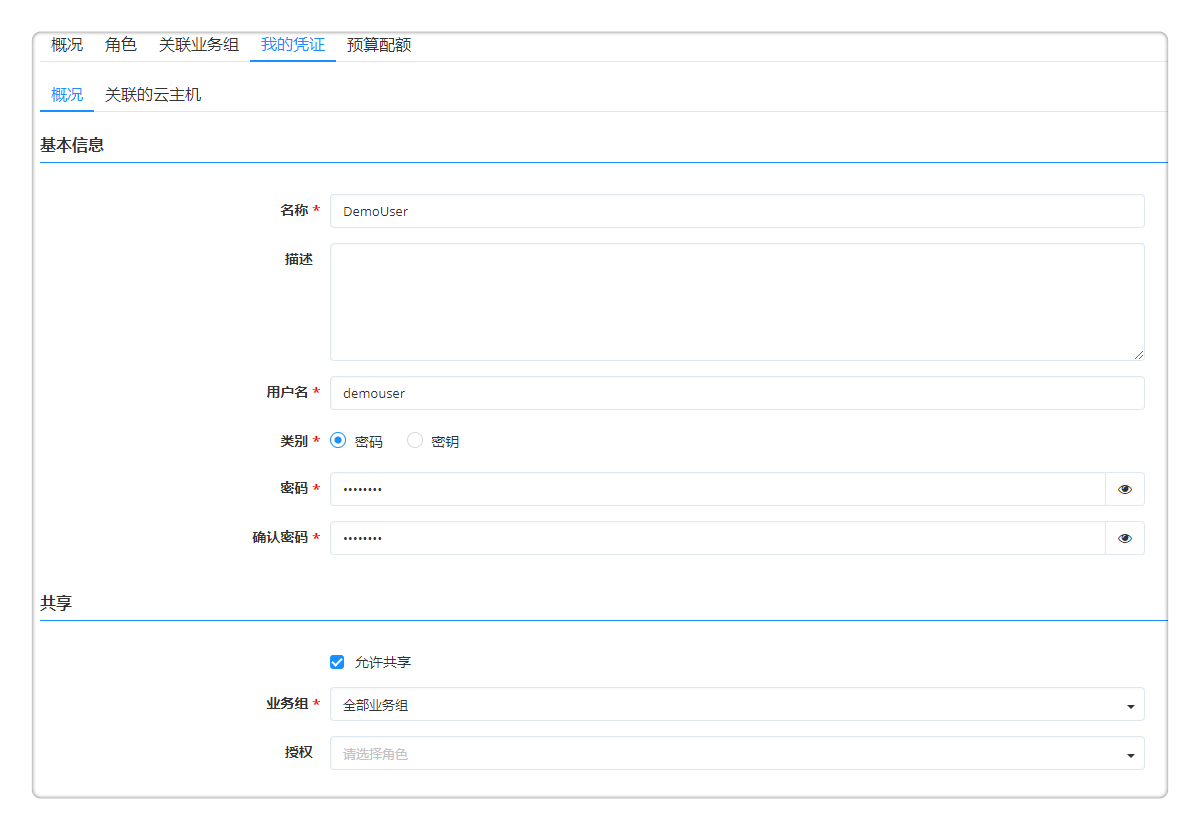 概况 角色 关联业务组 我的凭证 预算配额
概况 关联的云主机
基本信息
名称 * DemoUser
描述
用户名 * demouser
类别 * 密码 密钥
密码 * ••••••••
确认密码 * ••••••••
共享
允许共享
业务组 * 全部业务组
授权 请选择角色